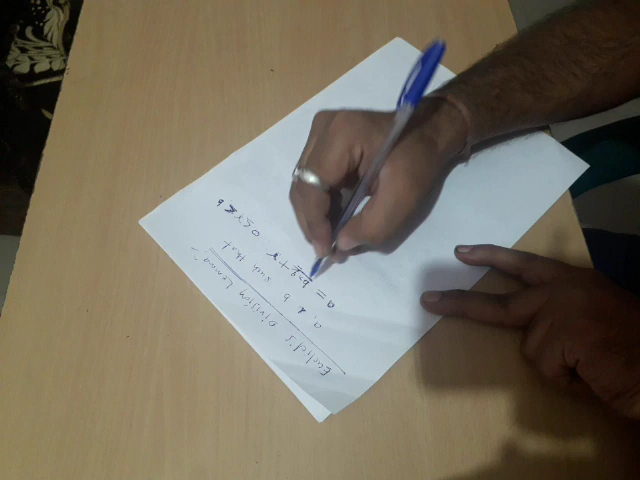 Euclid's Division Lemma
a, & b such that
a = bq + r 0 ≤ r ≤ b